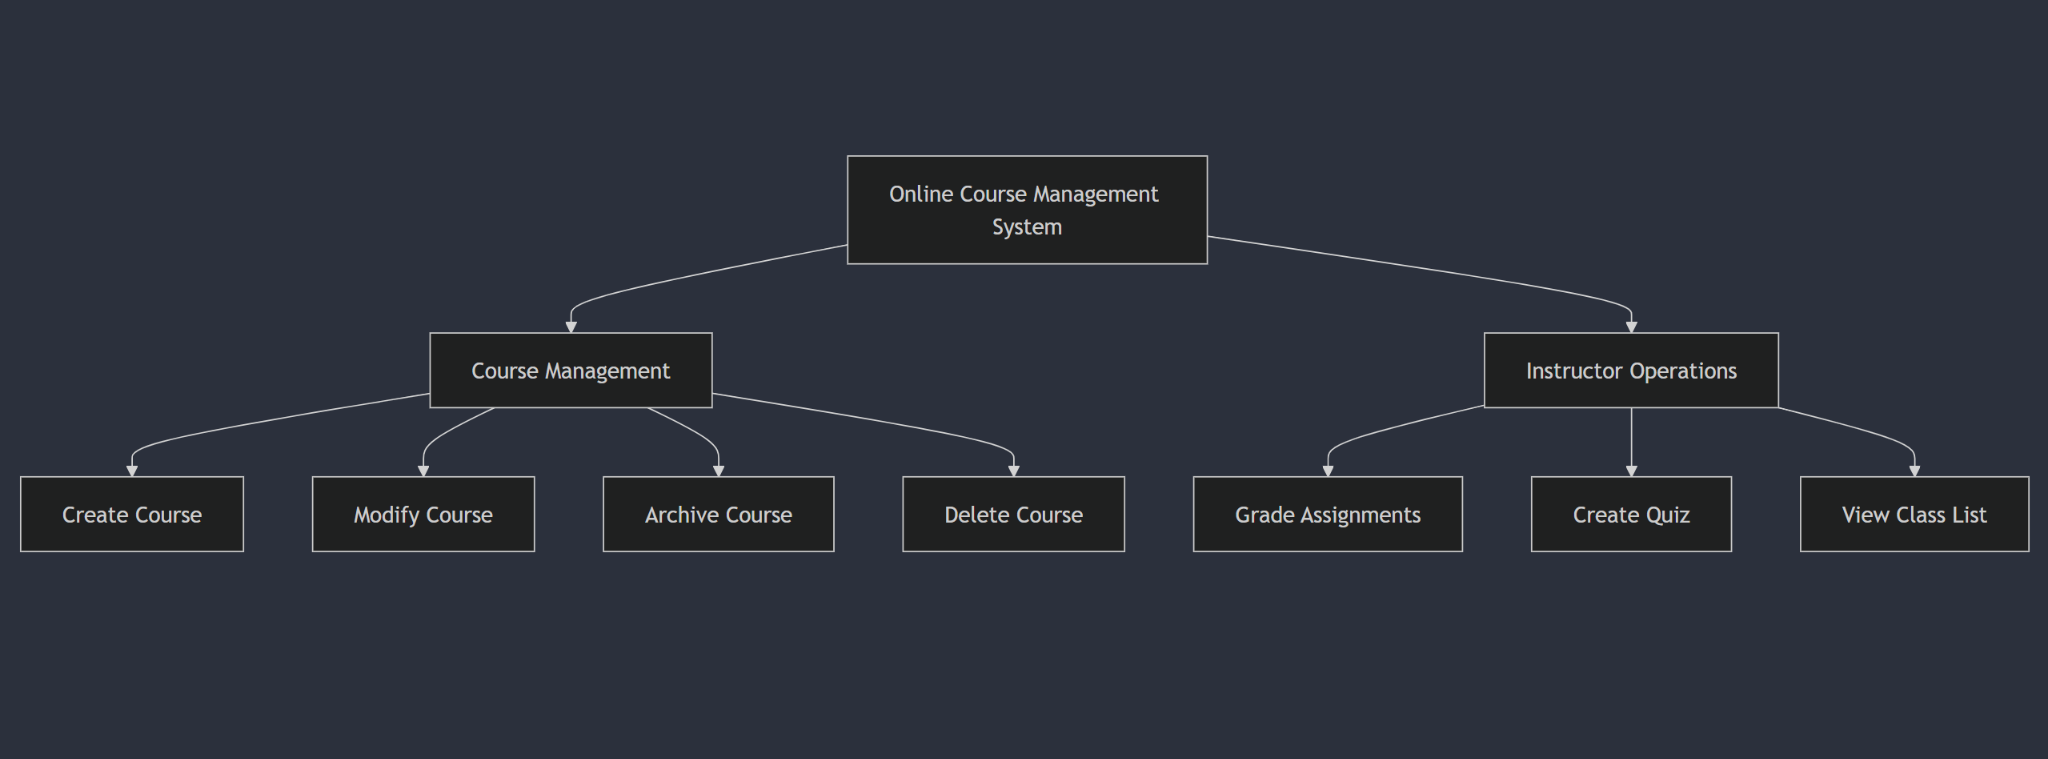 Online Course Management
System
Course Management
Instructor Operations
Create Course
Modify Course
Archive Course
Delete Course
Grade Assignments
Create Quiz
View Class List